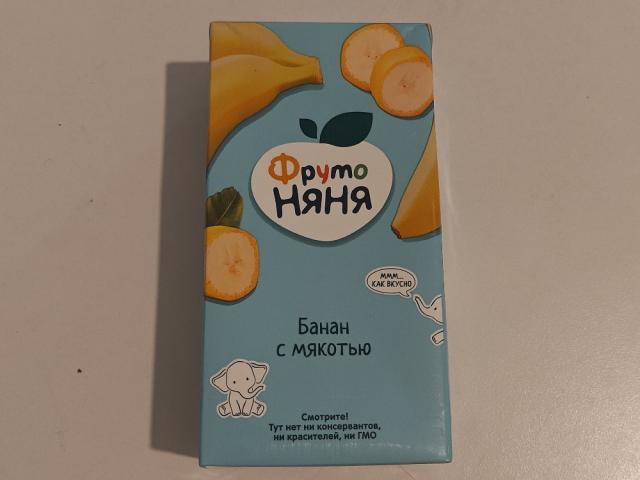 Фруто
Няня
МММ...
КАК ВКУСНО
Банан
с мякотью
Смотрите!
Тут нет ни консервантов,
ни красителей, ни ГМО